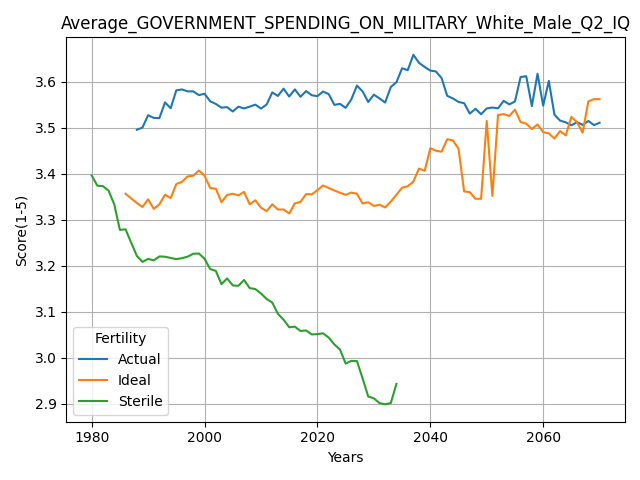 Average_GOVERNMENT_SPENDING_ON_MILITARY_White_Male_Q2_IQ
Score(1-5)
3.6
3.5
3.4
3.3
3.2
3.1
3.0
2.9
Fertility
Actual
Ideal
Sterile
1980 2000 2020 2040 2060
Years